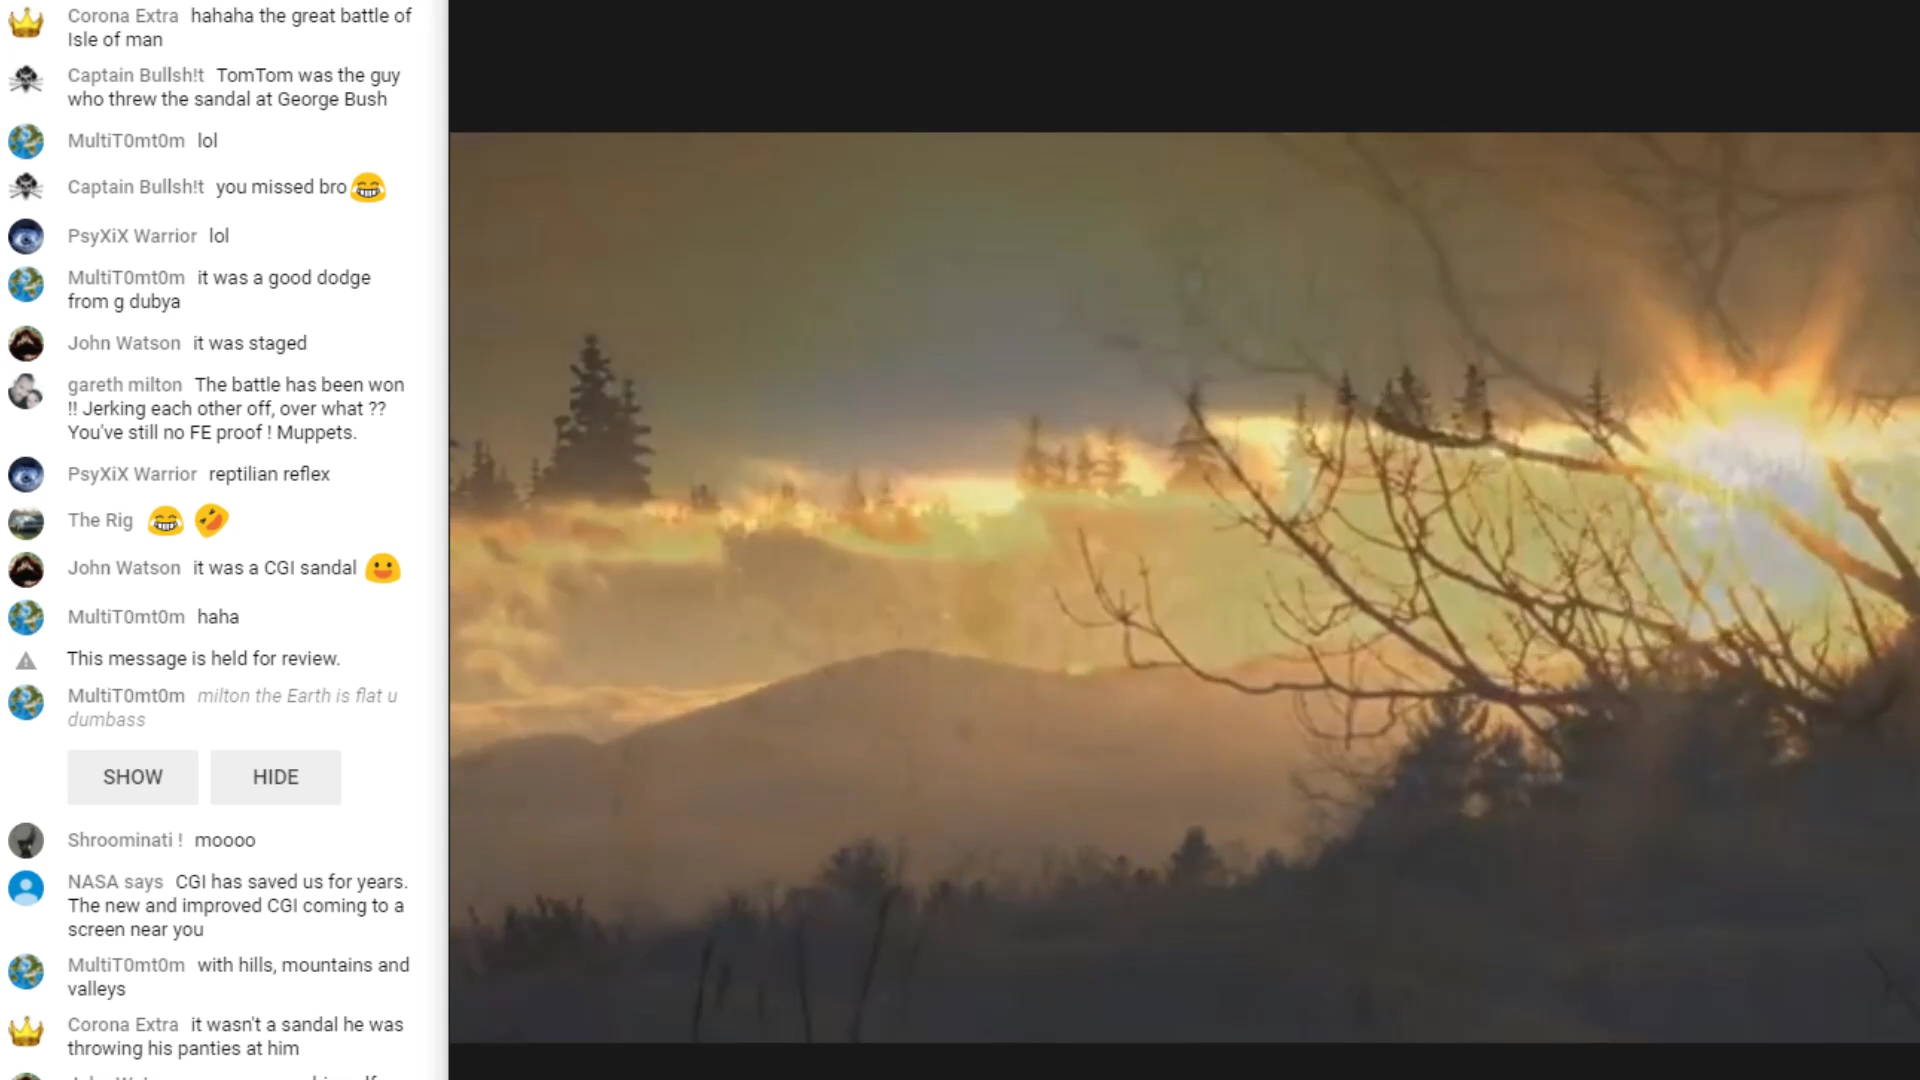 Corona Extra hahaha the great battle of
Isle of man
Captain Bullsh!t TomTom was the guy
who threw the sandal at George Bush
MultiT0mt0m lol
Captain Bullsh!t you missed bro😂
PsyXiX Warrior lol
MultiT0mt0m it was a good dodge
from g dubya
John Watson it was staged
gareth milton The battle has been won
!! Jerking each other off, over what ??
You've still no FE proof ! Muppets.
PsyXiX Warrior reptilian reflex
The Rig 😂 🤣
John Watson it was a CGI sandal 😃
MultiT0mt0m haha
This message is held for review.
MultiT0mt0m milton the Earth is flat u
dumbass
SHOW HIDE
Shroominati ! moooo
NASA says CGI has saved us for years.
The new and improved CGI coming to a
screen near you
MultiT0mt0m with hills, mountains and
valleys
Corona Extra it wasn't a sandal he was
throwing his panties at him